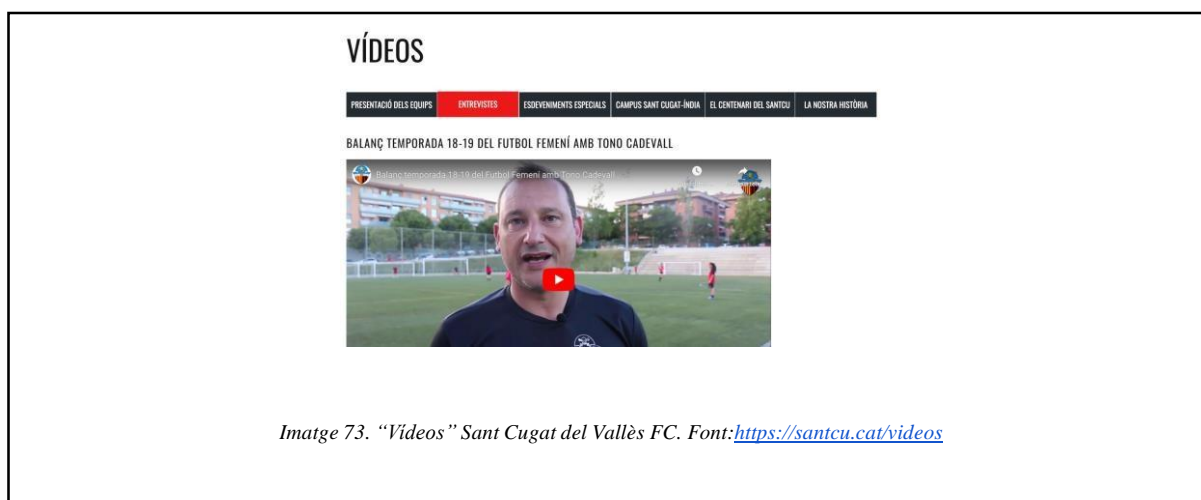 VÍDEOS
PRESENTACIÓ DELS EQUIPS
ENTREVISTES
ESDEVENIMENTS ESPECIALS
CAMPUS SANT CUGAT-ÍNDIA
EL CENTENARI DEL SANTCU
LA NOSTRA HISTÒRIA
BALANÇ TEMPORADA 18-19 DEL FUTBOL FEMENÍ AMB TONO CADEVALL
Balanç temporada 18-19 del Futbol Femení amb Tono Cadevall
Imatge 73. “Vídeos” Sant Cugat del Vallès FC. Font:https://santcu.cat/videos